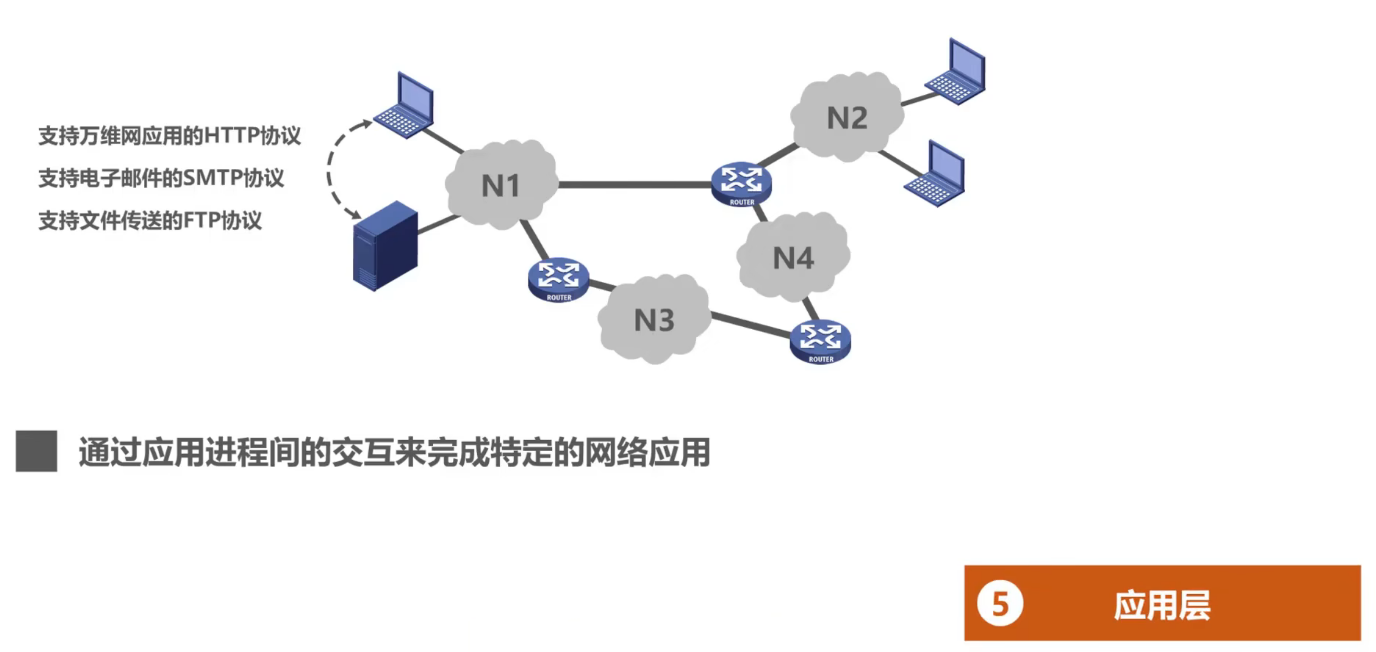 支持万维网应用的HTTP协议
支持电子邮件的SMTP协议
支持文件传送的FTP协议
N1
N2
ROUTER
N4
ROUTER
N3
ROUTER
通过应用进程间的交互来完成特定的网络应用
5 应用层